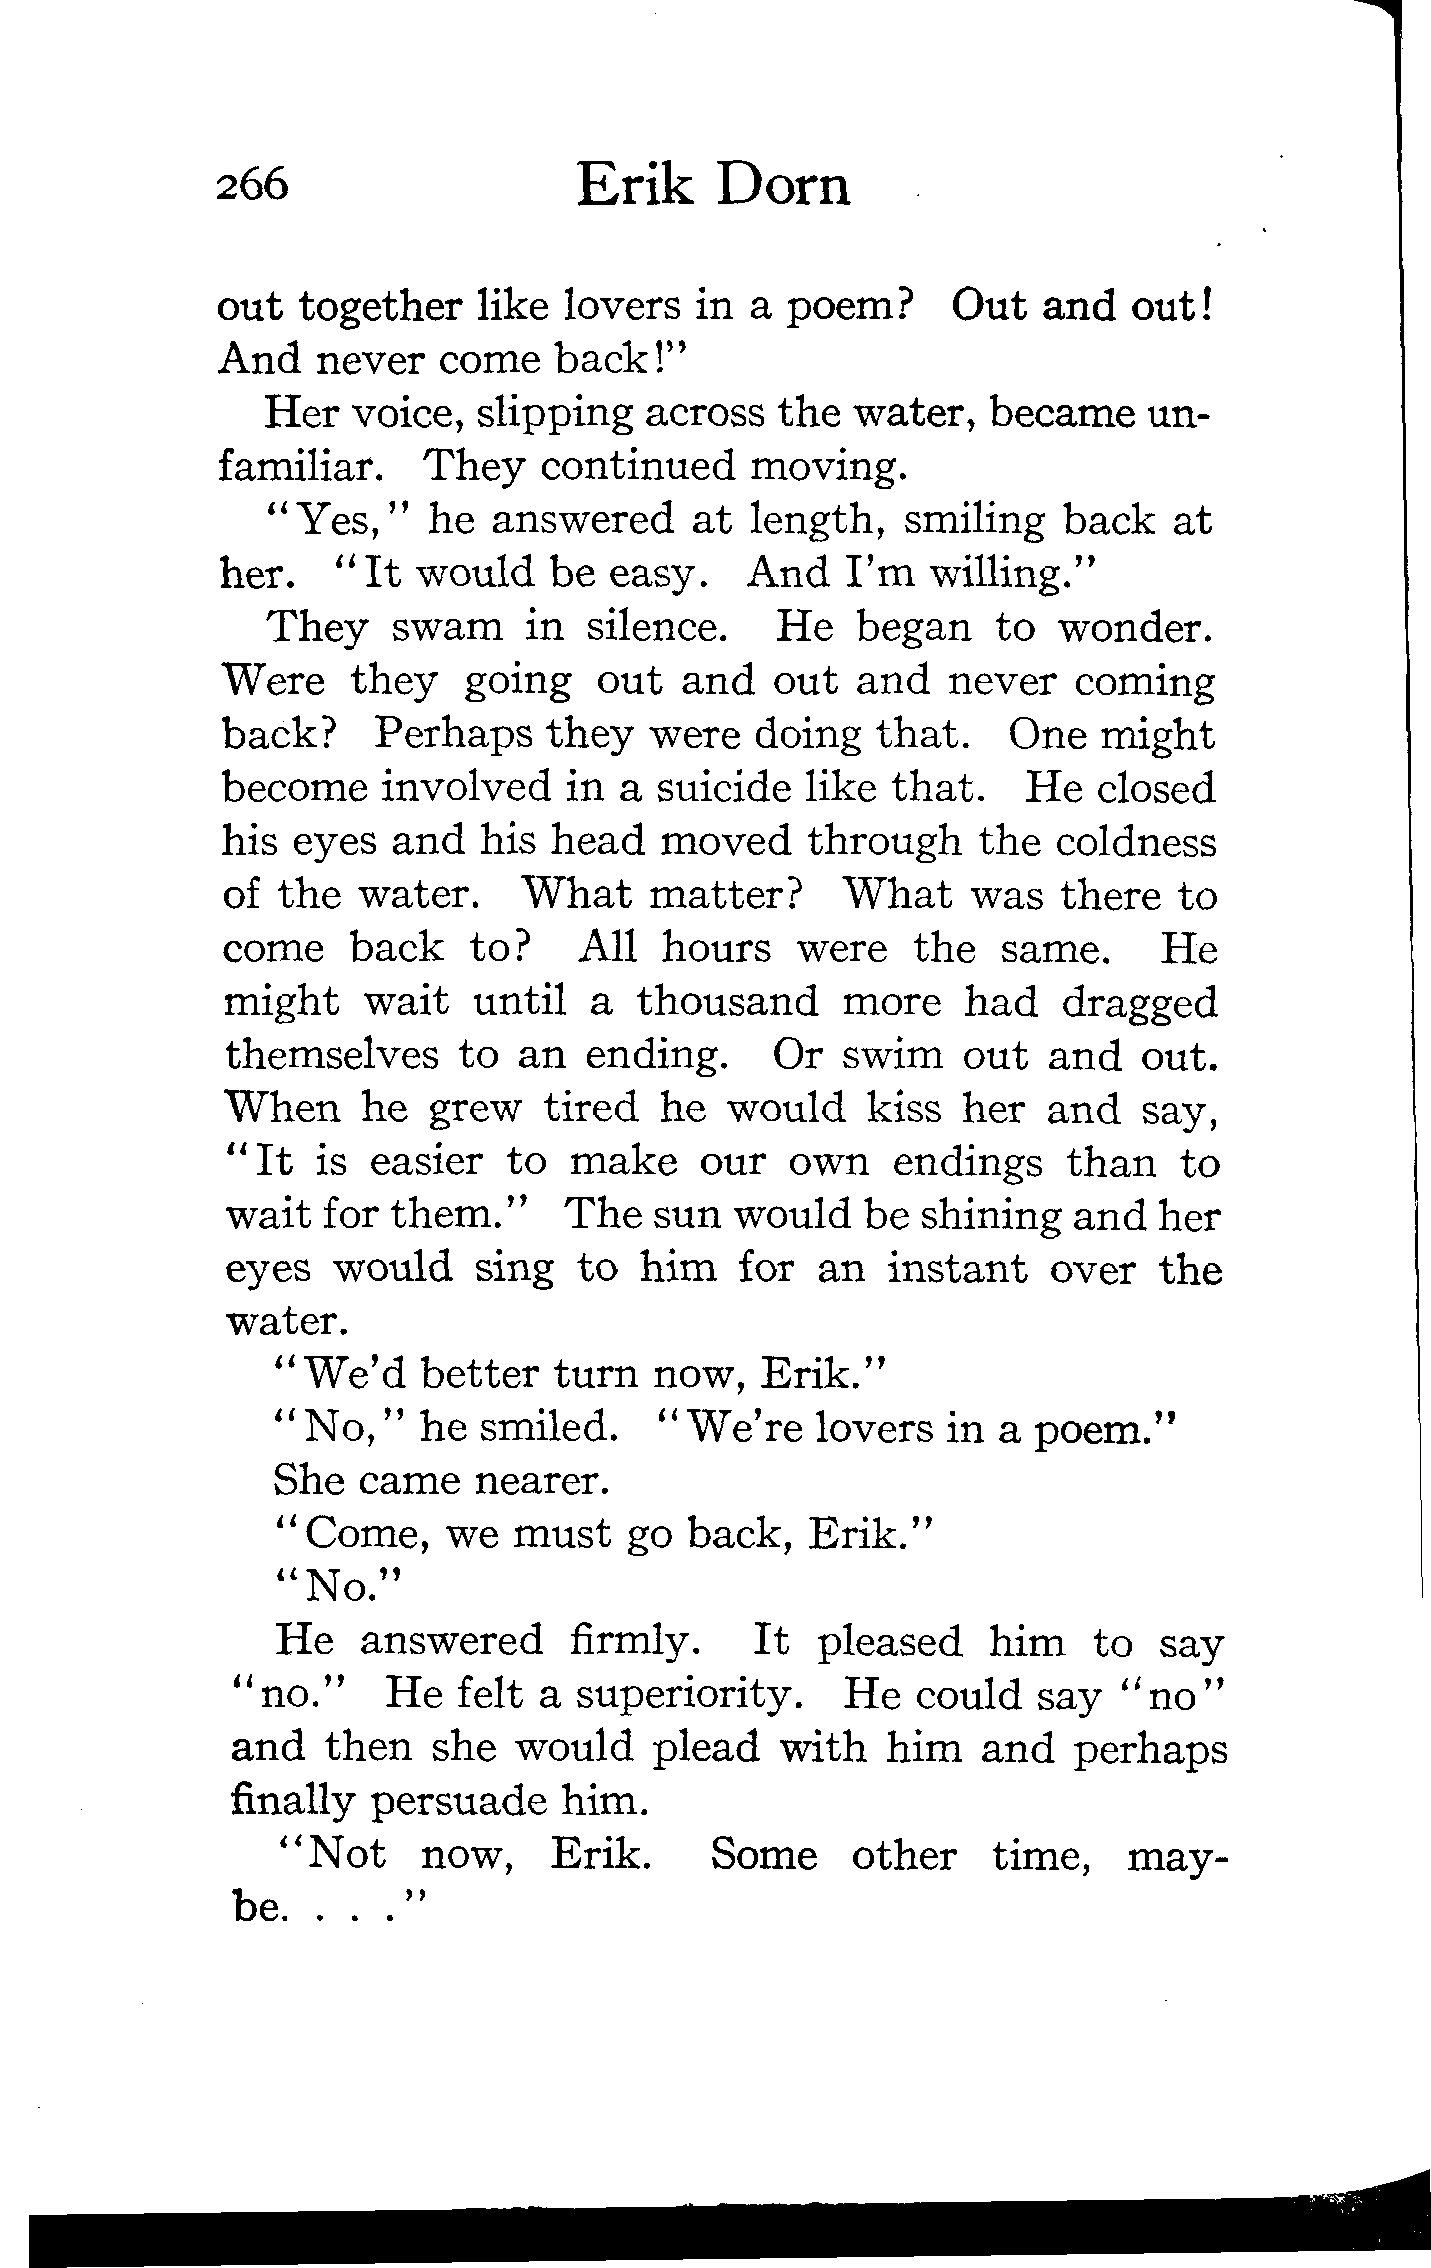 266 Erik Dorn
out together like lovers in a poem? Out and out!
And never come back!"
Her voice, slipping across the water, became un-
familiar. They continued moving.
"Yes," he answered at length, smiling back at
her. "It would be easy. And I'm willing."
They swam in silence. He began to wonder.
Were they going out and out and never coming
back? Perhaps they were doing that. One might
become involved in a suicide like that. He closed
his eyes and his head moved through the coldness
of the water. What matter? What was there to
come back to? All hours were the same. He
might wait until a thousand more had dragged
themselves to an ending. Or swim out and out.
When he grew tired he would kiss her and say,
"It is easier to make our own endings than to
wait for them." The sun would be shining and her
eyes would sing to him for an instant over the
water.
"We'd better turn now, Erik."
"No," he smiled. "We're lovers in a poem."
She came nearer.
"Come, we must go back, Erik."
"No."
He answered firmly. It pleased him to say
"no." He felt a superiority. He could say "no"
and then she would plead with him and perhaps
finally persuade him.
"Not now, Erik. Some other time, may-
be. . . ."